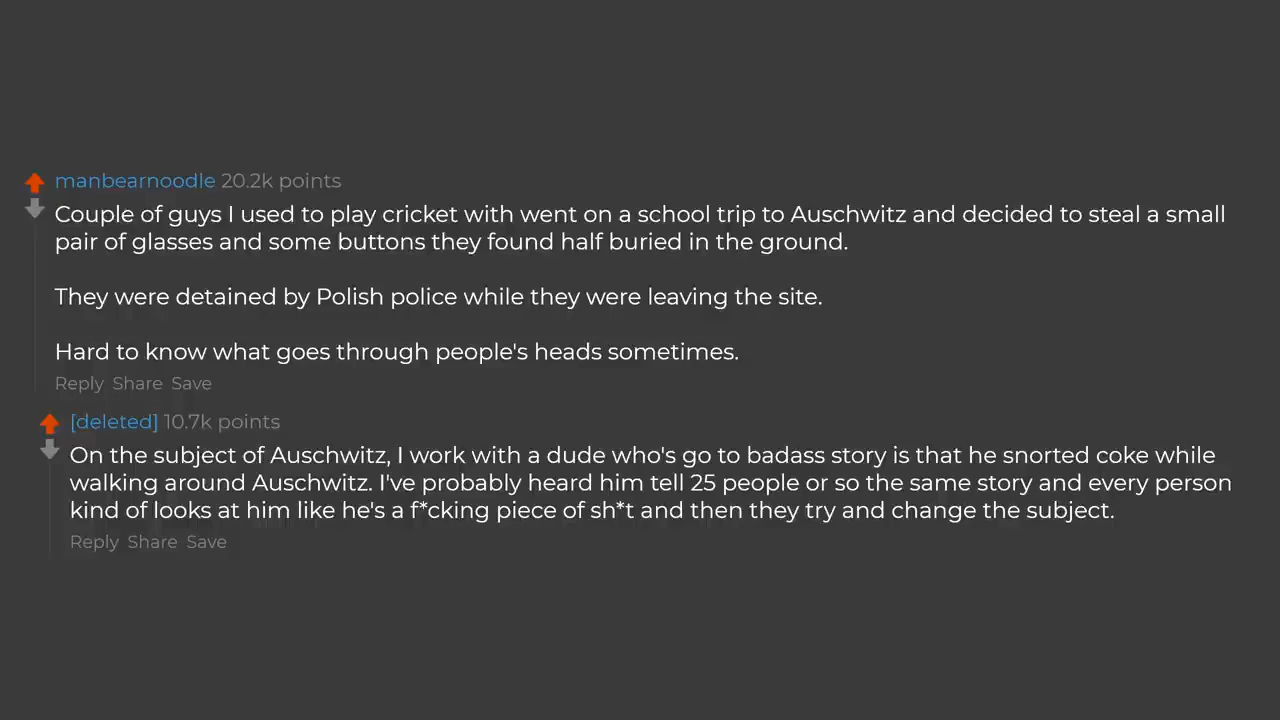 manbearnoodle 20.2k points
Couple of guys I used to play cricket with went on a school trip to Auschwitz and decided to steal a small
pair of glasses and some buttons they found half buried in the ground.
They were detained by Polish police while they were leaving the site.
Hard to know what goes through people's heads sometimes.
Reply Share Save
[deleted] 10.7k points
On the subject of Auschwitz, I work with a dude who's go to badass story is that he snorted coke while
walking around Auschwitz. I've probably heard him tell 25 people or so the same story and every person
kind of looks at him like he's a f*cking piece of sh*t and then they try and change the subject.
Reply Share Save